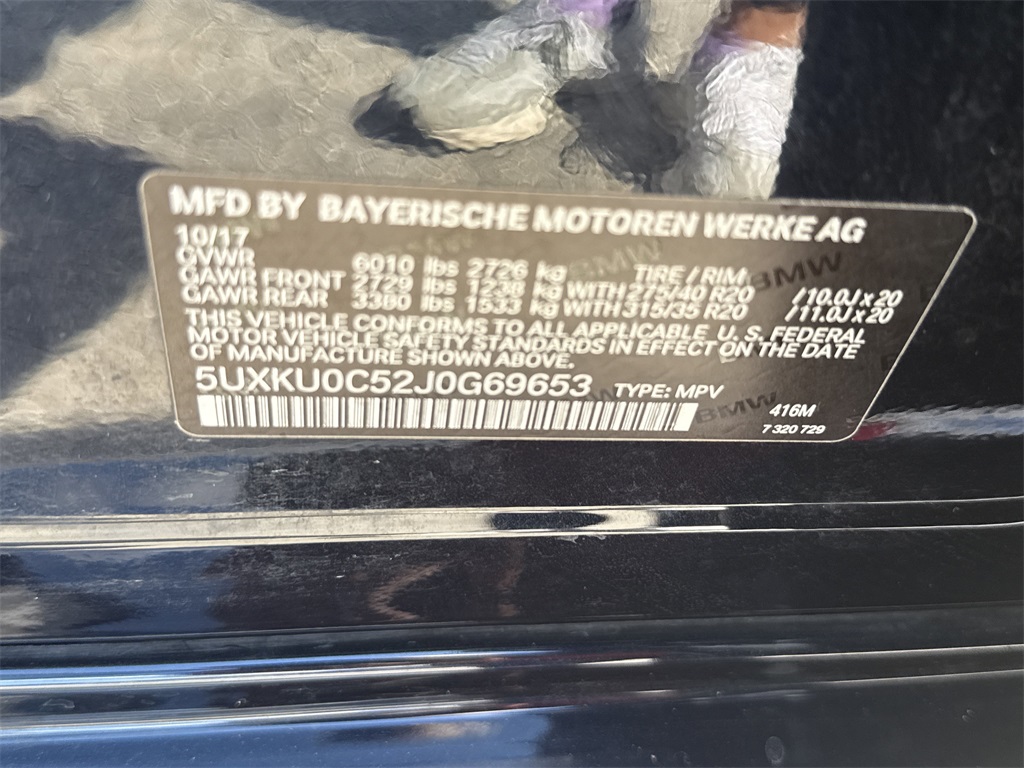 MFD BY BAYERISCHE MOTOREN WERKE AG
10/17
GVWR 6010 lbs 2726 kg TIRE / RIM
GAWR FRONT 2729 lbs 1238 kg WITH 275/40 R20 / 10.0J x 20
GAWR REAR 3380 lbs 1533 kg WITH 315/35 R20 / 11.0J x 20
THIS VEHICLE CONFORMS TO ALL APPLICABLE U.S. FEDERAL
MOTOR VEHICLE SAFETY STANDARDS IN EFFECT ON THE DATE
OF MANUFACTURE SHOWN ABOVE.
5UXKU0C52J0G69653 TYPE: MPV
416M
7 320 729